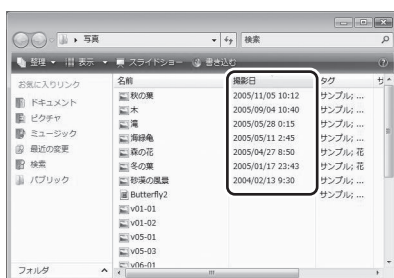 写真
検索
整理 表示 スライドショー 書き込む
お気に入りリンク
ドキュメント
ピクチャ
ミュージック
最近の変更
検索
パブリック
フォルダ
名前 撮影日 タグ サ
秋の葉 2005/11/05 10:12 サンプル; ...
木 2005/09/04 10:40 サンプル; ...
滝 2005/05/28 0:15 サンプル; ...
海緑亀 2005/05/11 2:45 サンプル; ...
森の花 2005/04/27 8:50 サンプル; 花
冬の葉 2005/01/17 23:43 サンプル; 花
砂漠の風景 2004/02/13 9:30 サンプル; ...
Butterfly2
v01-01
v01-02
v05-01
v05-03
v06-01